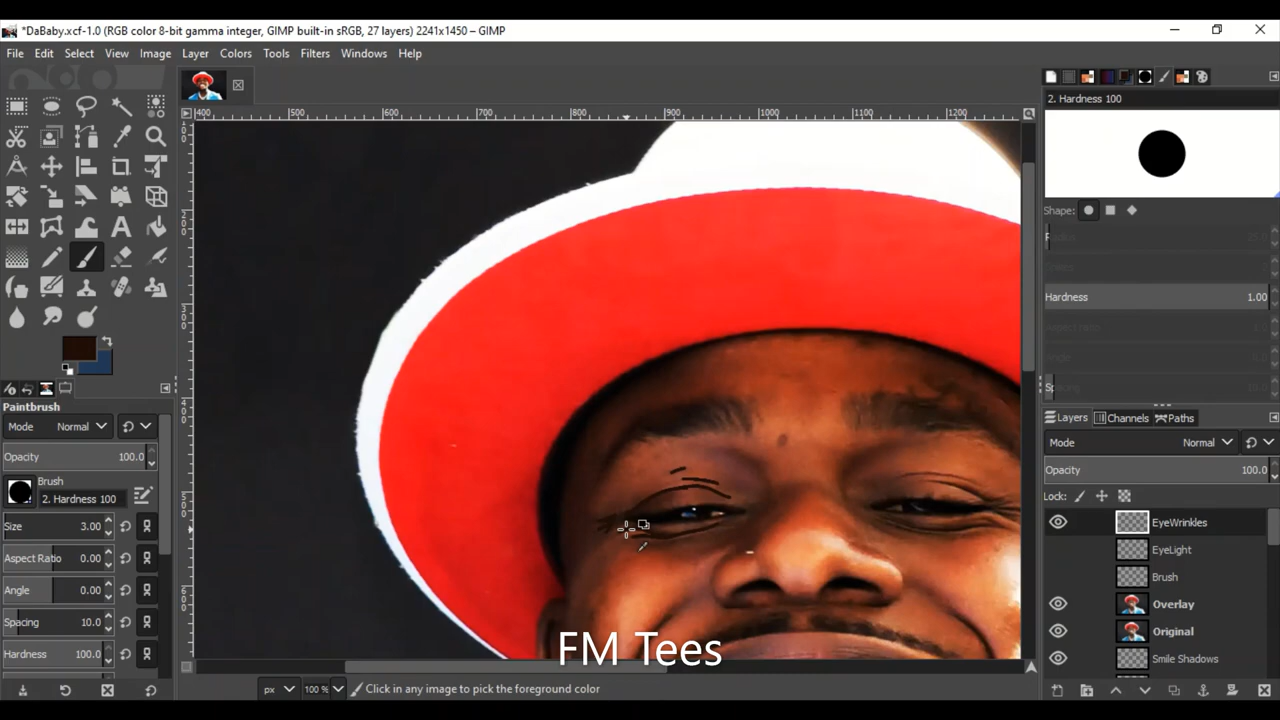 *DaBaby.xcf-1.0 (RGB color 8-bit gamma integer, GIMP built-in sRGB, 27 layers) 2241x1450 – GIMP
File Edit Select View Image Layer Colors Tools Filters Windows Help
2. Hardness 100
400 500 600 700 800 900 1000 1100 1200
Shape:
Hardness 1.00
Paintbrush
Mode Normal
Opacity 100.0
Brush
2. Hardness 100
Size 3.00
Aspect Ratio 0.00
Angle 0.00
Spacing 10.0
Hardness 100.0
Layers Channels Paths
Mode Normal
Opacity 100.0
Lock:
EyeWrinkles
EyeLight
Brush
Overlay
Original
Smile Shadows
FM Tees
px 100 % Click in any image to pick the foreground color